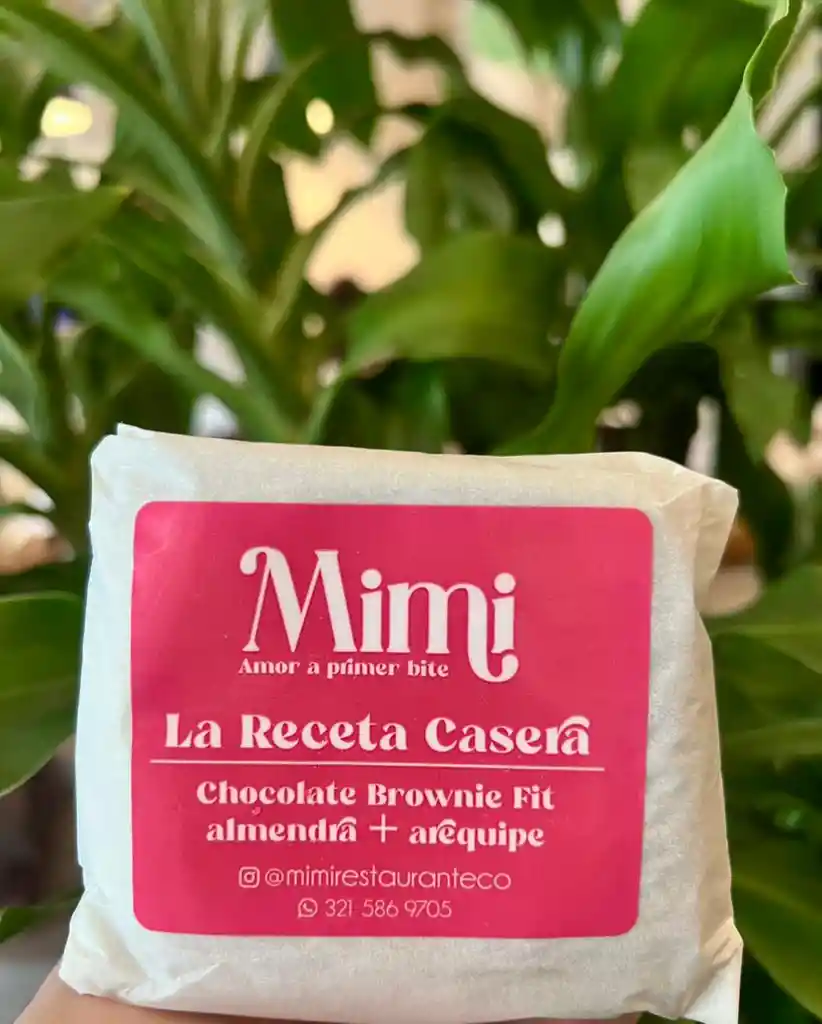 Mimi
Amor a primer bite
La Receta Casera
Chocolate Brownie Fit
almendra + arequipe
@mimirestauranteco
321 586 9705